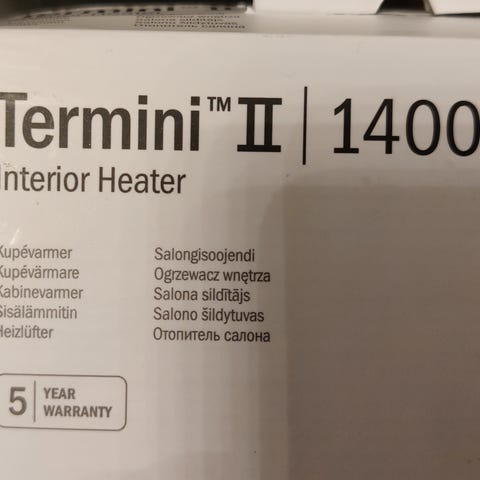 Termini™ II | 1400
Interior Heater
Kupévarmer
Kupévärmare
Kabinevarmer
Sisälämmitin
Heizlüfter
Salongisoojendi
Ogrzewacz wnętrza
Salona sildītājs
Salono šildytuvas
Отопитель салона
5 YEAR
WARRANTY